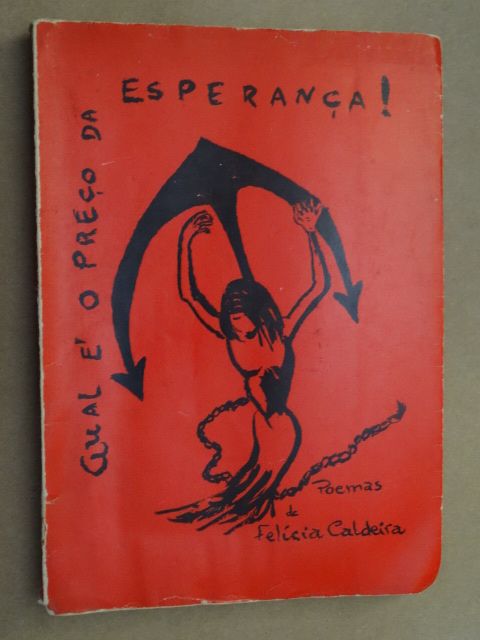 QUAL É O PREÇO DA
ESPERANÇA!
Poemas
de
Felícia Caldeira